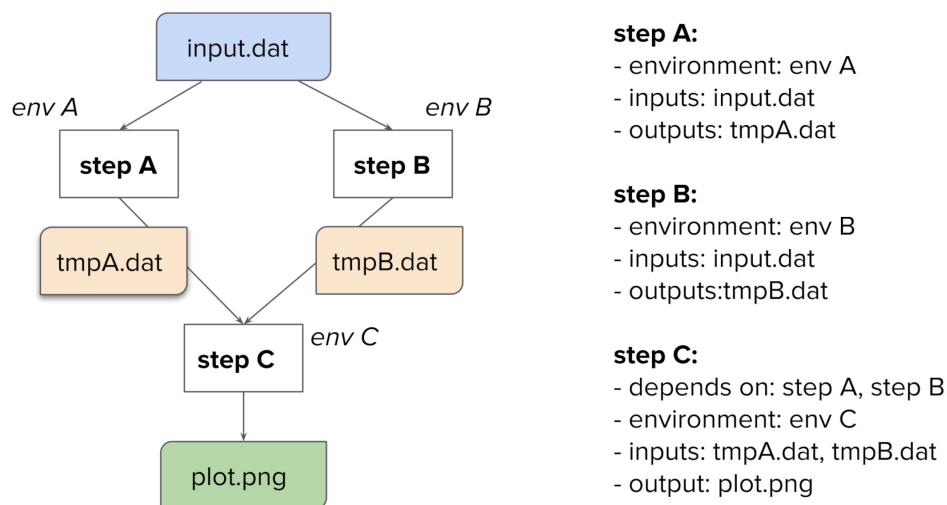 input.dat
env A
env B
step A
step B
tmpA.dat
tmpB.dat
step C
env C
plot.png
step A:
- environment: env A
- inputs: input.dat
- outputs: tmpA.dat
step B:
- environment: env B
- inputs: input.dat
- outputs:tmpB.dat
step C:
- depends on: step A, step B
- environment: env C
- inputs: tmpA.dat, tmpB.dat
- output: plot.png